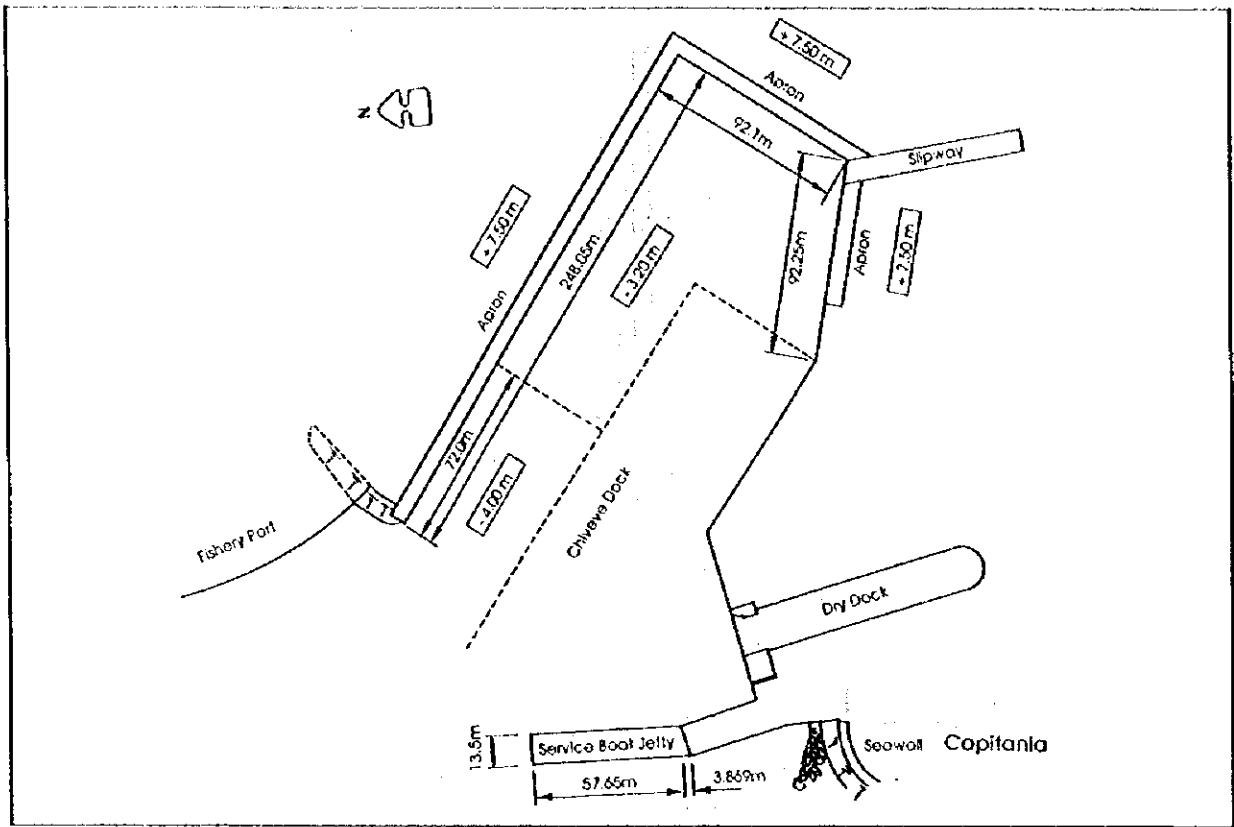 + 7.50 m
Apron
N
92.1m
Slipway
+ 7.50 m
248.05m
- 3.20 m
92.25m
Apron
+ 7.50 m
Apron
72.0m
- 4.00 m
Chiveve Dock
Fishery Port
Dry Dock
13.5m
Service Boat Jetty
Seawall Capitania
57.65m
3.869m